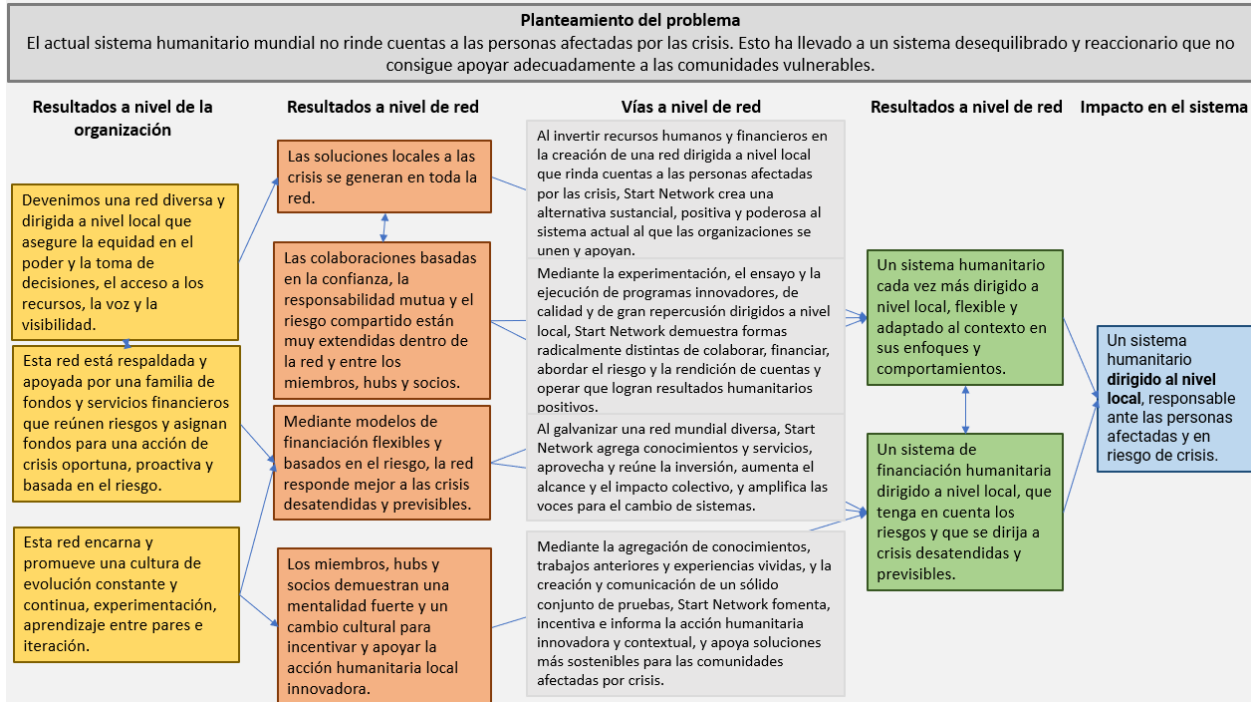 Planteamiento del problema
El actual sistema humanitario mundial no rinde cuentas a las personas afectadas por las crisis. Esto ha llevado a un sistema desequilibrado y reaccionario que no
consigue apoyar adecuadamente a las comunidades vulnerables.
Resultados a nivel de la
organización
Devenimos una red diversa y
dirigida a nivel local que
asegure la equidad en el
poder y la toma de
decisiones, el acceso a los
recursos, la voz y la
visibilidad.
Esta red está respaldada y
apoyada por una familia de
fondos y servicios financieros
que reúnen riesgos y asignan
fondos para una acción de
crisis oportuna, proactiva y
basada en el riesgo.
Esta red encarna y
promueve una cultura de
evolución constante y
continua, experimentación,
aprendizaje entre pares e
iteración.
Resultados a nivel de red
Las soluciones locales a las
crisis se generan en toda la
red.
Las colaboraciones basadas
en la confianza, la
responsabilidad mutua y el
riesgo compartido están
muy extendidas dentro de
la red y entre los
miembros, hubs y socios.
Mediante modelos de
financiación flexibles y
basados en el riesgo, la red
responde mejor a las crisis
desatendidas y previsibles.
Los miembros, hubs y
socios demuestran una
mentalidad fuerte y un
cambio cultural para
incentivar y apoyar la
acción humanitaria local
innovadora.
Vías a nivel de red
Al invertir recursos humanos y financieros en
la creación de una red dirigida a nivel local
que rinda cuentas a las personas afectadas
por las crisis, Start Network crea una
alternativa sustancial, positiva y poderosa al
sistema actual al que las organizaciones se
unen y apoyan.
Mediante la experimentación, el ensayo y la
ejecución de programas innovadores, de
calidad y de gran repercusión dirigidos a nivel
local, Start Network demuestra formas
radicalmente distintas de colaborar, financiar,
abordar el riesgo y la rendición de cuentas y
operar que logran resultados humanitarios
positivos.
Al galvanizar una red mundial diversa, Start
Network agrega conocimientos y servicios,
aprovecha y reúne la inversión, aumenta el
alcance y el impacto colectivo, y amplifica las
voces para el cambio de sistemas.
Mediante la agregación de conocimientos,
trabajos anteriores y experiencias vividas, y la
creación y comunicación de un sólido
conjunto de pruebas, Start Network fomenta,
incentiva e informa la acción humanitaria
innovadora y contextual, y apoya soluciones
más sostenibles para las comunidades
afectadas por crisis.
Resultados a nivel de red
Un sistema humanitario
cada vez más dirigido a
nivel local, flexible y
adaptado al contexto en
sus enfoques y
comportamientos.
Un sistema de
financiación humanitaria
dirigido a nivel local, que
tenga en cuenta los
riesgos y que se dirija a
crisis desatendidas y
previsibles.
Impacto en el sistema
Un sistema
humanitario
dirigido al nivel
local, responsable
ante las personas
afectadas y en
riesgo de crisis.